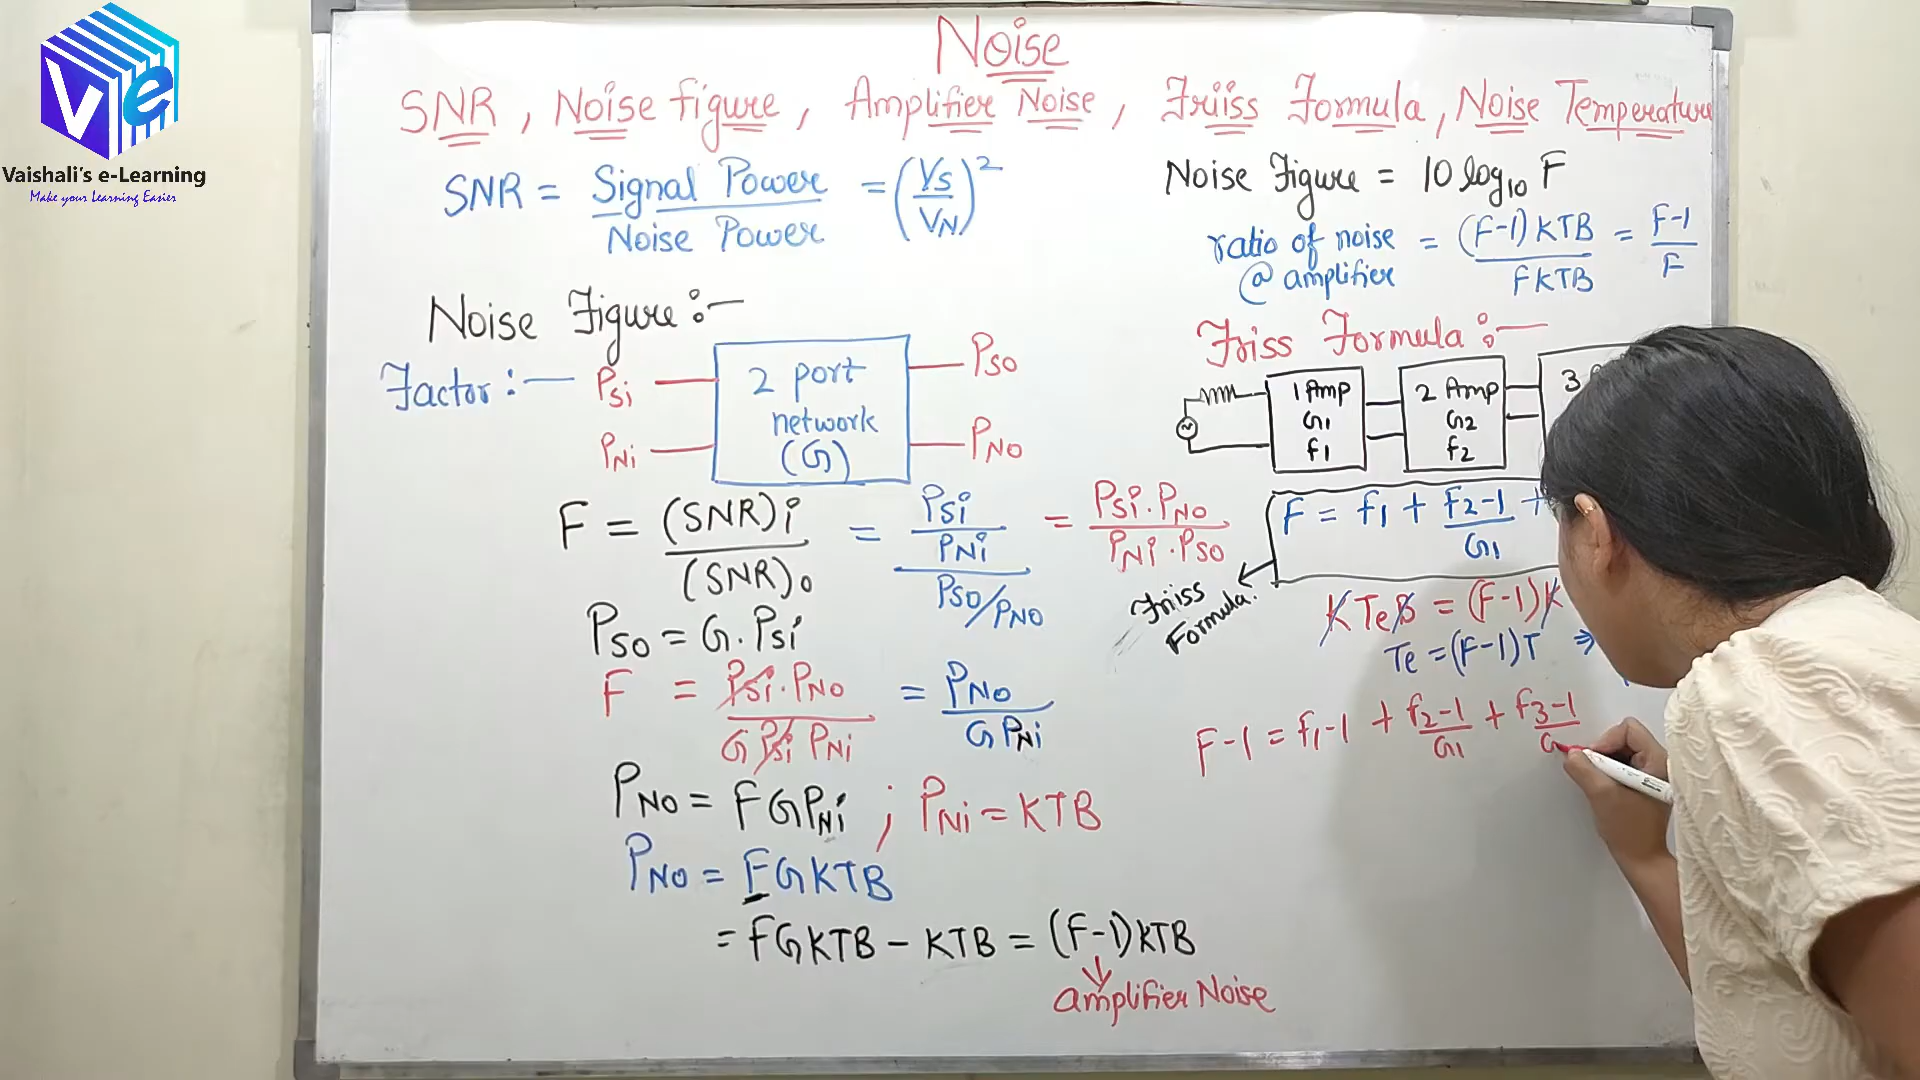 Ve
Vaishali's e-Learning
Make your Learning Easier
Noise
SNR, Noise figure, Amplifier Noise, Friiss Formula, Noise Temperature
SNR = Signal Power / Noise Power = (VS/VN)²
Noise Figure :-
Factor :-
PSi
PNi
2 port
network
(G)
PSO
PNO
F = (SNR)i / (SNR)o = PSi/PNi / PSO/PNO = PSi.PNO / PNi.PSO
PSO = G.PSi
F = PSi.PNO / G PSi PNi = PNO / G PNi
PNO = FGPNi ; PNi = KTB
PNO = FGKTB
= FGKTB - KTB = (F-1)KTB
amplifier Noise
Noise Figure = 10 log10 F
ratio of noise @ amplifier = (F-1)KTB / FKTB = F-1 / F
Friss Formula :-
1 Amp
G1
f1
2 Amp
G2
f2
3
F = f1 + f2-1 / G1 +
Friiss
Formula.
KTeB = (F-1)K
Te = (F-1)T ⇒
F-1 = f1-1 + f2-1 / G1 + f3-1 / G